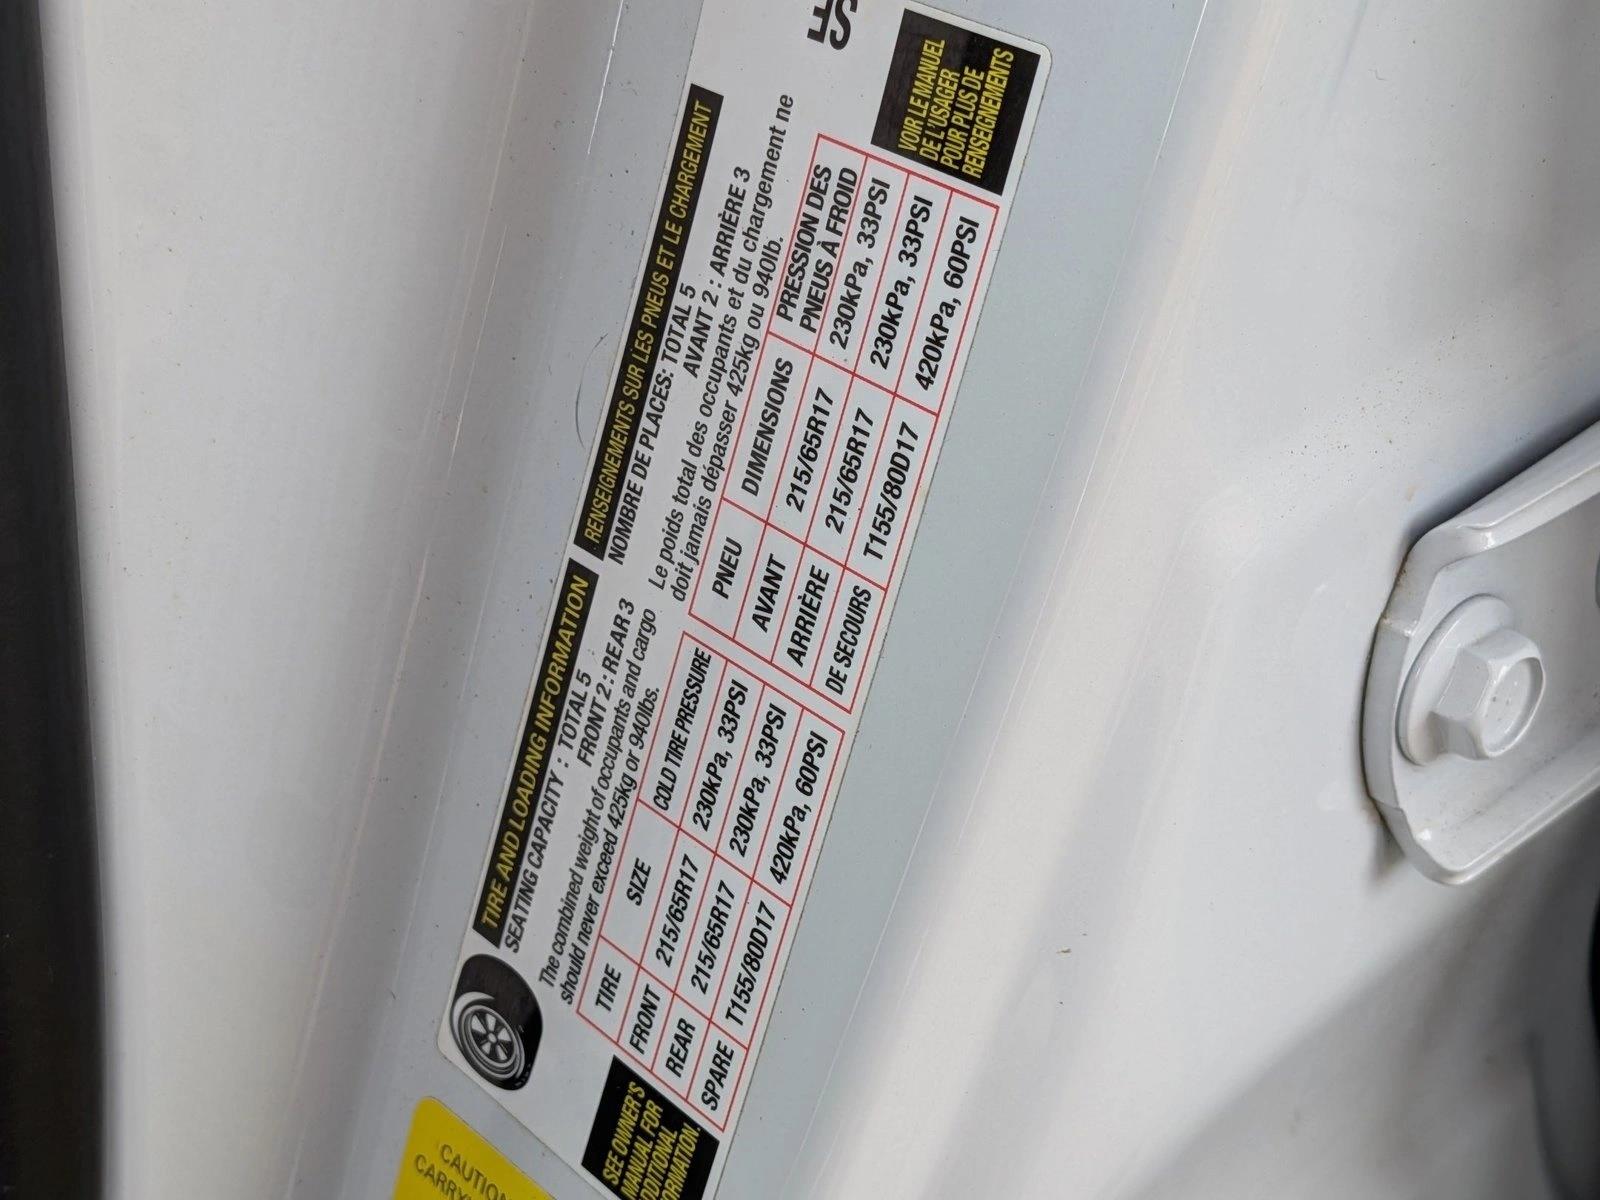 TIRE AND LOADING INFORMATION
SEATING CAPACITY : TOTAL 5
FRONT 2 : REAR 3
The combined weight of occupants and cargo
should never exceed 425kg or 940lbs.
TIRE SIZE COLD TIRE PRESSURE
FRONT 215/65R17 230kPa, 33PSI
REAR 215/65R17 230kPa, 33PSI
SPARE T155/80D17 420kPa, 60PSI
SEE OWNER'S
MANUAL FOR
RENSEIGNEMENTS SUR LES PNEUS ET LE CHARGEMENT
NOMBRE DE PLACES: TOTAL 5
AVANT 2 : ARRIÈRE 3
Le poids total des occupants et du chargement ne
doit jamais dépasser 425kg ou 940lb.
PNEU DIMENSIONS PRESSION DES
PNEUS À FROID
AVANT 215/65R17 230kPa, 33PSI
ARRIÈRE 215/65R17 230kPa, 33PSI
DE SECOURS T155/80D17 420kPa, 60PSI
VOIR LE MANUEL
DE L'USAGER
POUR PLUS DE
RENSEIGNEMENTS
CAUTION